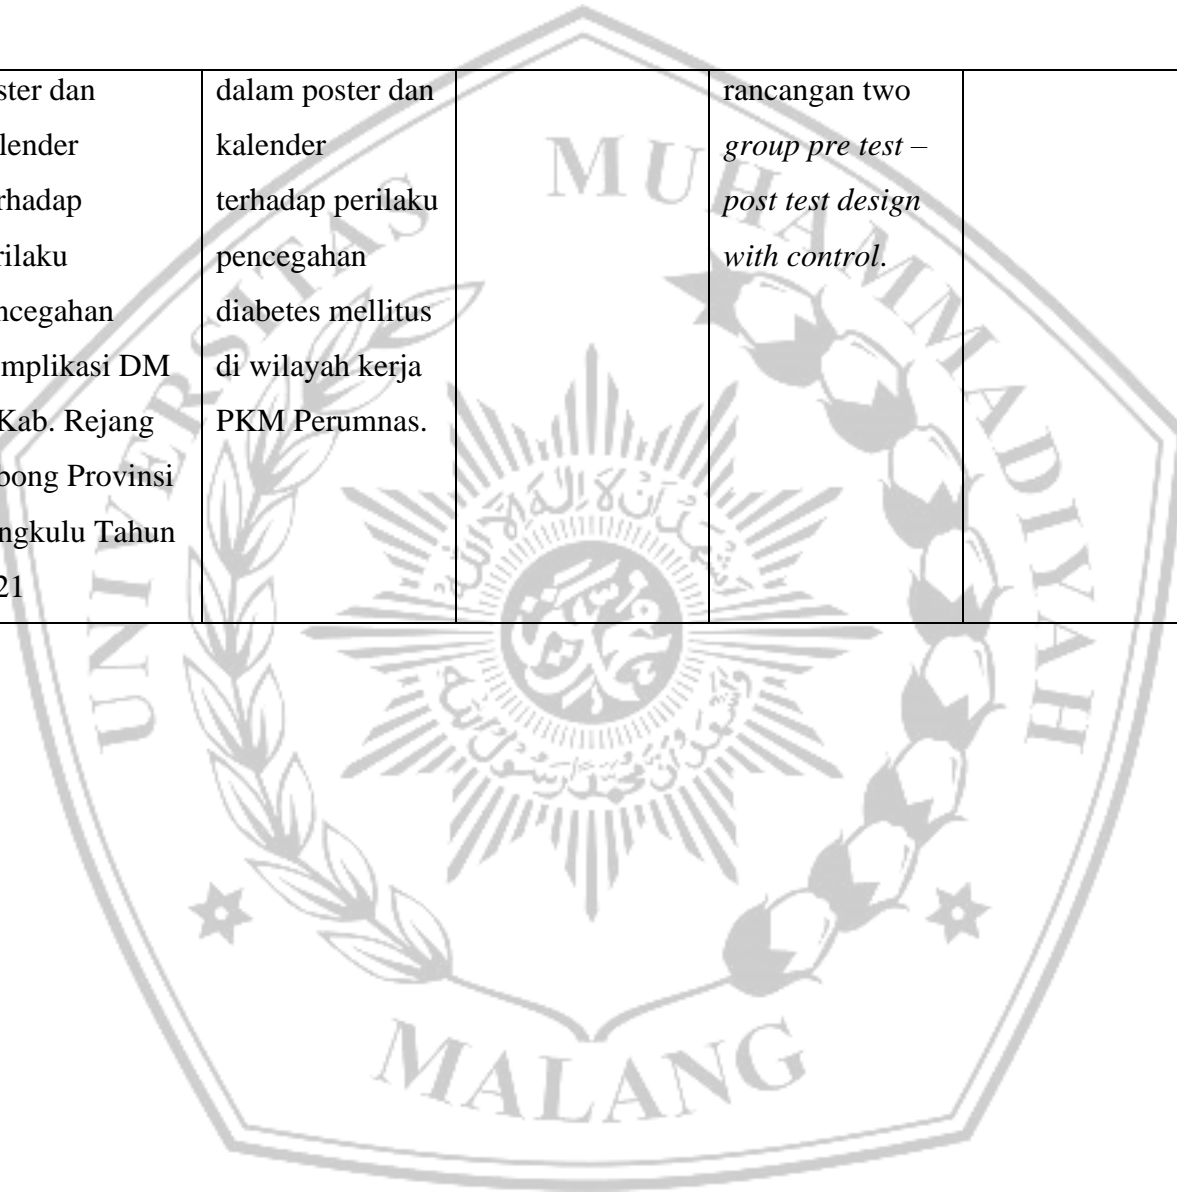 ster dan
lender
rhadap
rilaku
ncegahan
mplikasi DM
Kab. Rejang
bong Provinsi
ngkulu Tahun
21
dalam poster dan
kalender
terhadap perilaku
pencegahan
diabetes mellitus
di wilayah kerja
PKM Perumnas.
rancangan two
group pre test –
post test design
with control.
UNIVERSITAS
MUHAMMADIYAH
MALANG